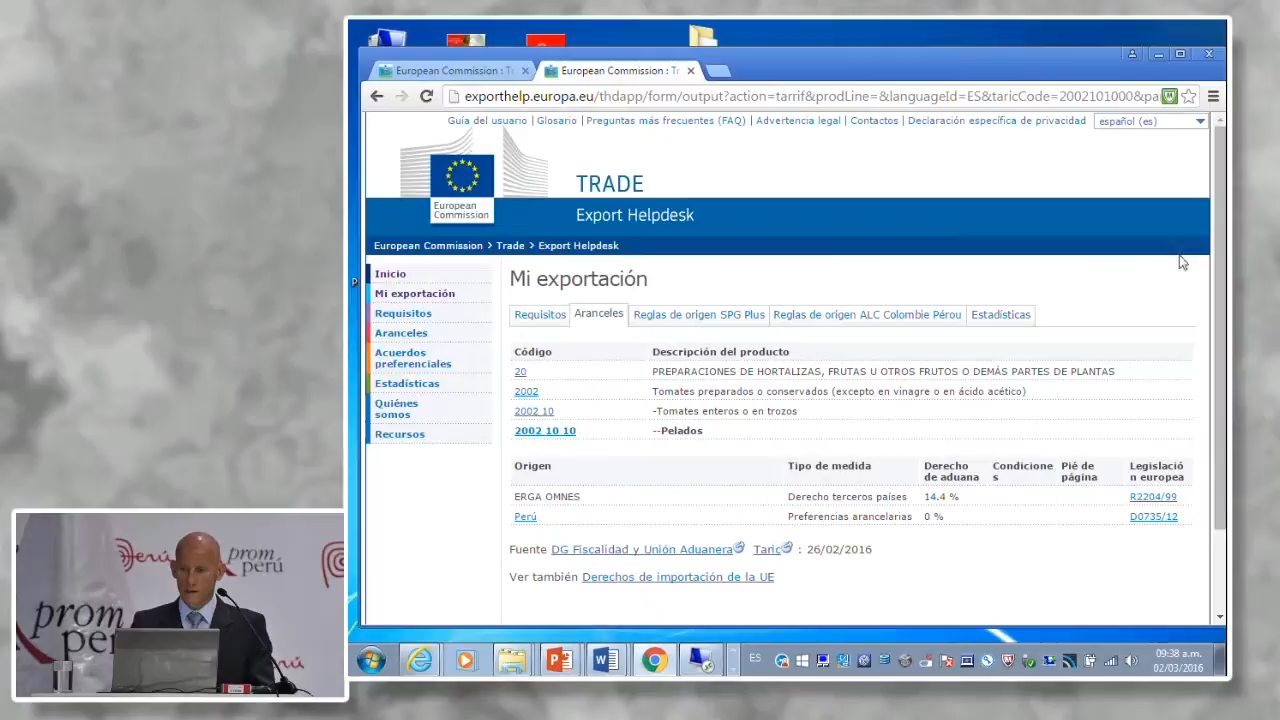 European Commission : T
European Commission : Tr
exporthelp.europa.eu/thdapp/form/output?action=tarrif&prodLine=&languageId=ES&taricCode=2002101000&pa
Guía del usuario | Glosario | Preguntas más frecuentes (FAQ) | Advertencia legal | Contactos | Declaración específica de privacidad
español (es)
European
Commission
TRADE
Export Helpdesk
European Commission > Trade > Export Helpdesk
Inicio
Mi exportación
Requisitos
Aranceles
Acuerdos
preferenciales
Estadísticas
Quiénes
somos
Recursos
Mi exportación
Requisitos Aranceles Reglas de origen SPG Plus Reglas de origen ALC Colombie Pérou Estadísticas
Código Descripción del producto
20 PREPARACIONES DE HORTALIZAS, FRUTAS U OTROS FRUTOS O DEMÁS PARTES DE PLANTAS
2002 Tomates preparados o conservados (excepto en vinagre o en ácido acético)
2002 10 -Tomates enteros o en trozos
2002 10 10 --Pelados
Origen Tipo de medida Derecho de aduana Condicione s Pié de página Legislació n europea
ERGA OMNES Derecho terceros países 14.4 % R2204/99
Perú Preferencias arancelarias 0 % D0735/12
Fuente DG Fiscalidad y Unión Aduanera Taric : 26/02/2016
Ver también Derechos de importación de la UE
ES
09:38 a.m.
02/03/2016
Perú
prom
perú
prom
perú